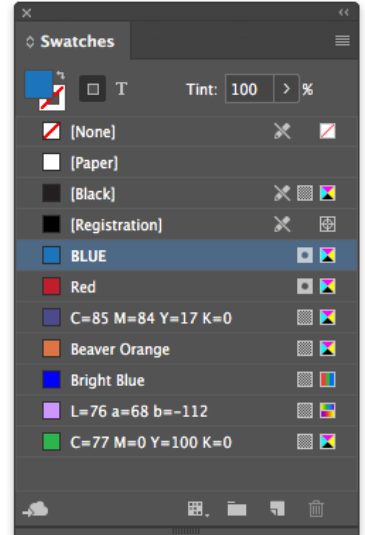 Swatches
T Tint: 100 %
[None]
[Paper]
[Black]
[Registration]
BLUE
Red
C=85 M=84 Y=17 K=0
Beaver Orange
Bright Blue
L=76 a=68 b=-112
C=77 M=0 Y=100 K=0